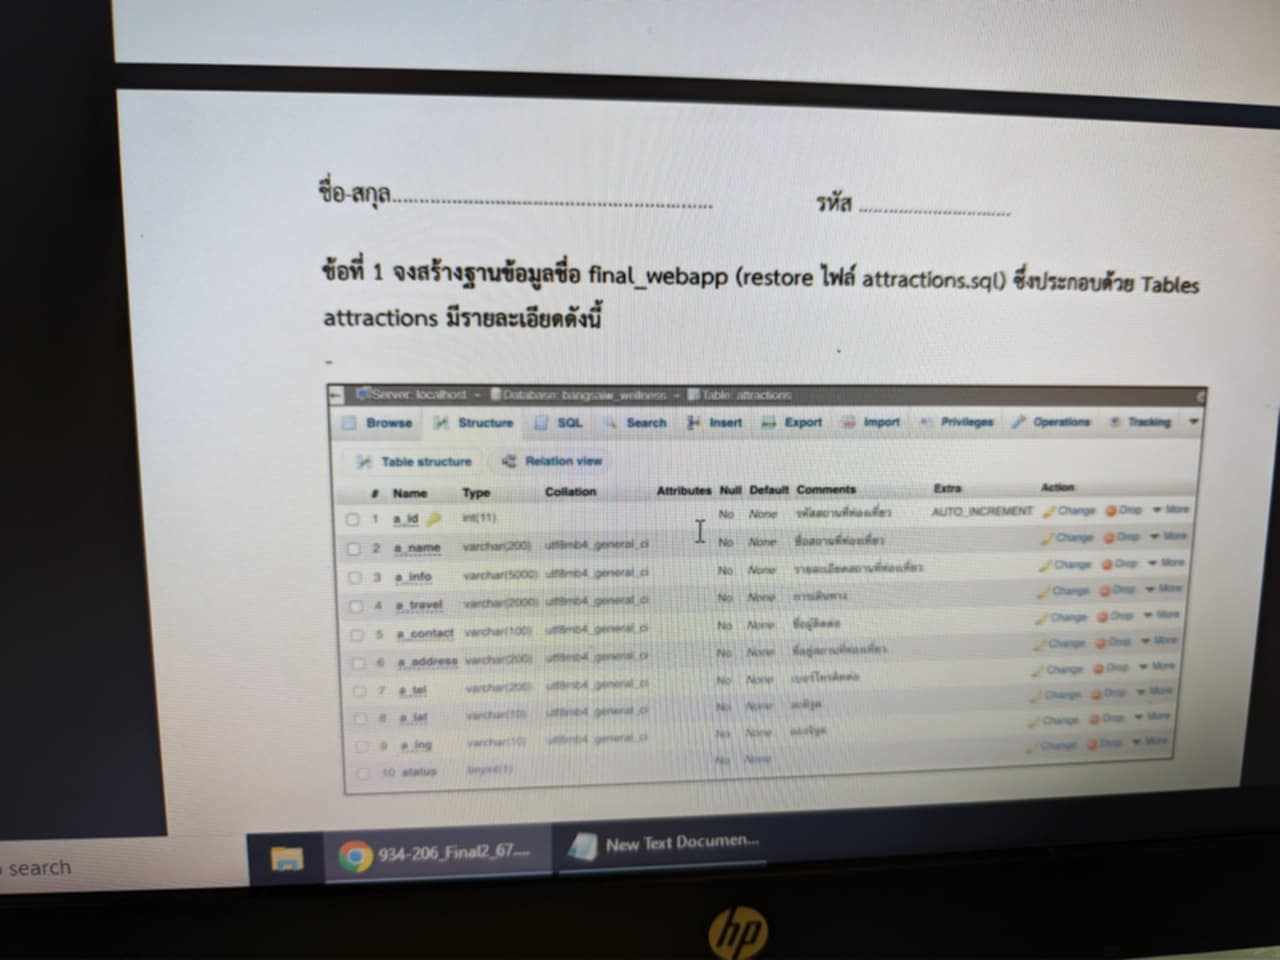 ชื่อ-สกุล........................................................... รหัส ..............................
ข้อที่ 1 จงสร้างฐานข้อมูลชื่อ final_webapp (restore ไฟล์ attractions.sql) ซึ่งประกอบด้วย Tables
attractions มีรายละเอียดดังนี้
-
Server: localhost - Database: bangsaw_wellness - Table: attractions
Browse Structure SQL Search Insert Export Import Privileges Operations Tracking
Table structure Relation view
# Name Type Collation Attributes Null Default Comments Extra Action
1 a_id int(11) No None รหัสสถานที่ท่องเที่ยว AUTO_INCREMENT Change Drop More
2 a_name varchar(200) utf8mb4_general_ci No None ชื่อสถานที่ท่องเที่ยว Change Drop More
3 a_info varchar(5000) utf8mb4_general_ci No None รายละเอียดสถานที่ท่องเที่ยว Change Drop More
4 a_travel varchar(2000) utf8mb4_general_ci No None การเดินทาง Change Drop More
5 a_contact varchar(100) utf8mb4_general_ci No None ชื่อผู้ติดต่อ Change Drop More
6 a_address varchar(200) utf8mb4_general_ci No None ที่อยู่สถานที่ท่องเที่ยว Change Drop More
7 a_tel varchar(200) utf8mb4_general_ci No None เบอร์โทรติดต่อ Change Drop More
8 a_lat varchar(10) utf8mb4_general_ci No None ละติจูด Change Drop More
9 a_lng varchar(10) utf8mb4_general_ci No None ลองจิจูด Change Drop More
10 status tinyint(1) No None Change Drop More
search
934-206_Final2_67....
New Text Documen...
hp